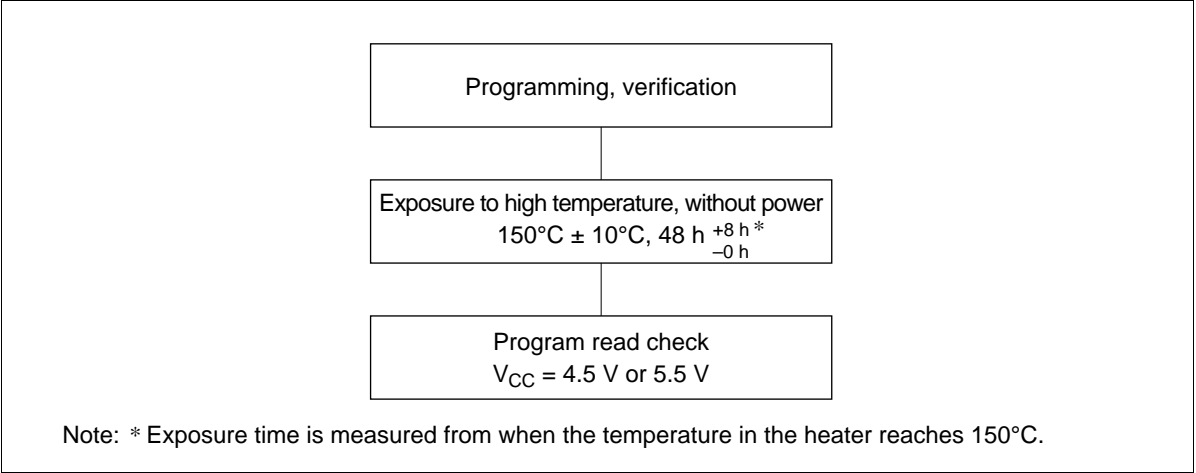 Programming, verification
Exposure to high temperature, without power
150°C ± 10°C, 48 h +8 h *
–0 h
Program read check
VCC = 4.5 V or 5.5 V
Note: * Exposure time is measured from when the temperature in the heater reaches 150°C.